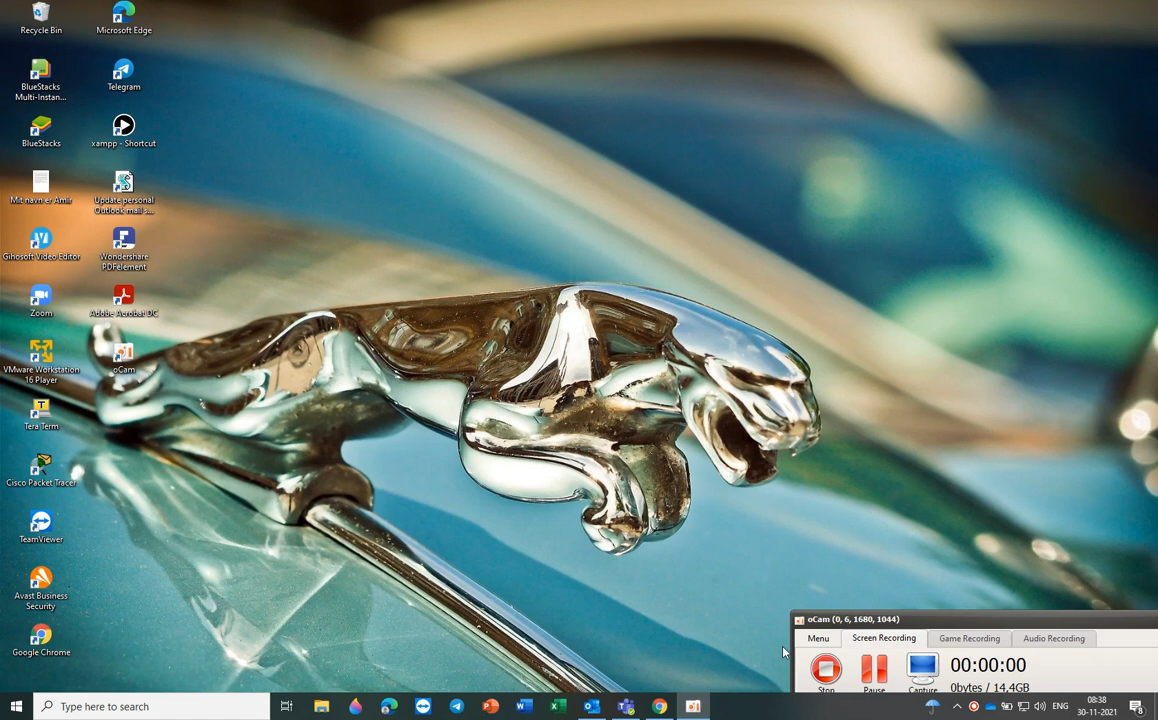 Recycle Bin
Microsoft Edge
BlueStacks
Multi-Instan...
Telegram
BlueStacks
xampp - Shortcut
Mit navn er Amir
Update personal
Outlook mail s...
Gihosoft Video Editor
Wondershare
PDFelement
Zoom
Adobe Acrobat DC
VMware Workstation
16 Player
oCam
Tera Term
Cisco Packet Tracer
TeamViewer
Avast Business
Security
Google Chrome
oCam (0, 6, 1680, 1044)
Menu
Screen Recording
Game Recording
Audio Recording
00:00:00
0bytes / 14,4GB
Stop
Pause
Capture
Type here to search
ENG
08:38
30-11-2021
8